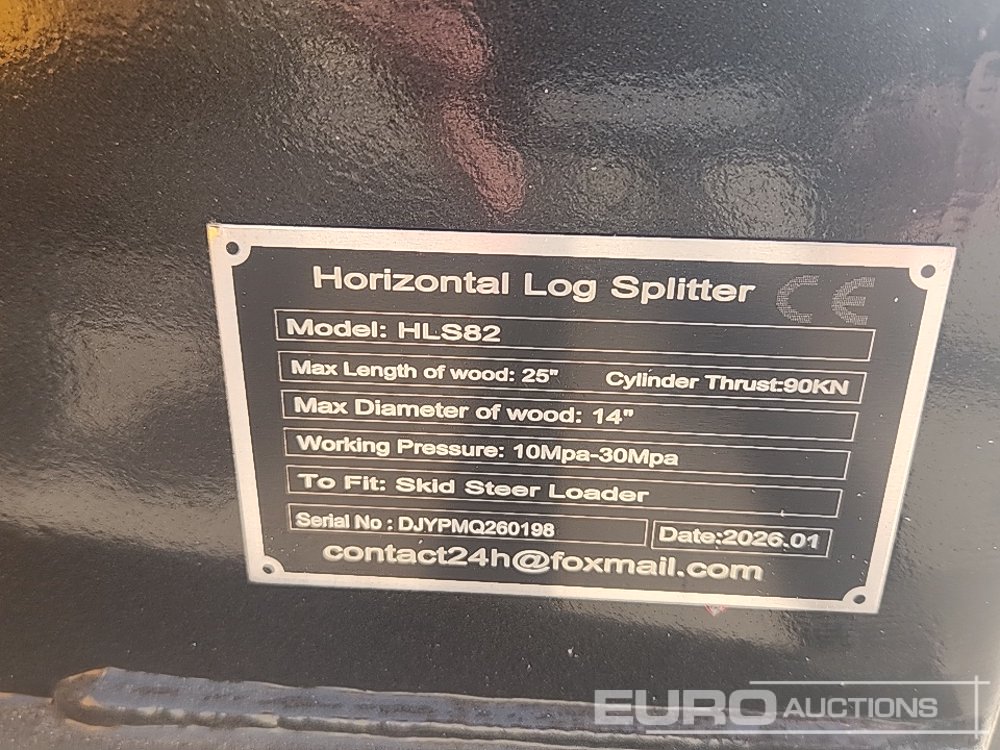 Horizontal Log Splitter CE
Model: HLS82
Max Length of wood: 25" Cylinder Thrust:90KN
Max Diameter of wood: 14"
Working Pressure: 10Mpa-30Mpa
To Fit: Skid Steer Loader
Serial No : DJYPMQ260198 Date:2026.01
contact24h@foxmail.com
EURO AUCTIONS